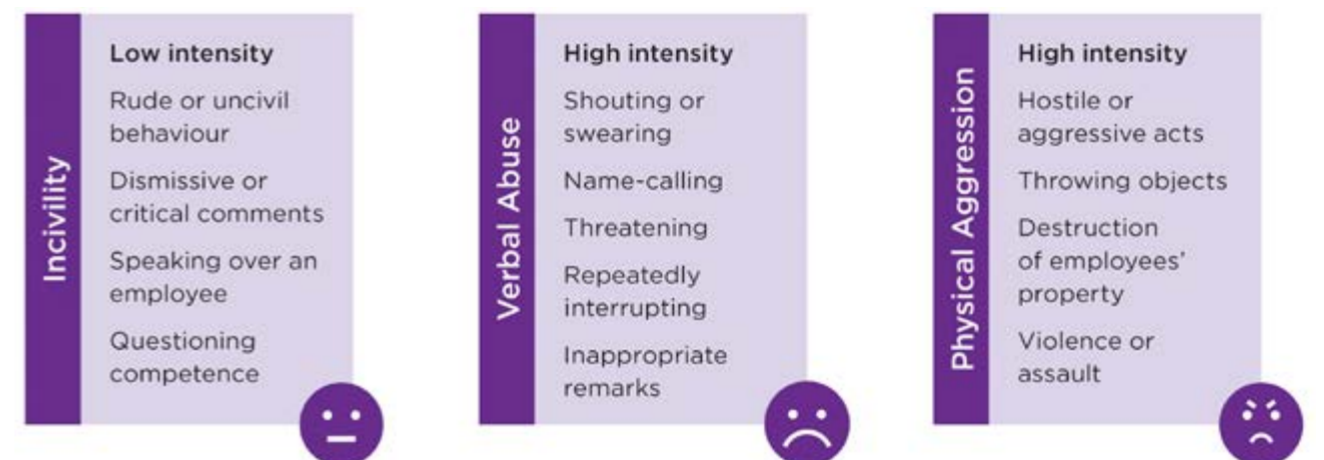 Incivility
Low intensity
Rude or uncivil
behaviour
Dismissive or
critical comments
Speaking over an
employee
Questioning
competence
Verbal Abuse
High intensity
Shouting or
swearing
Name-calling
Threatening
Repeatedly
interrupting
Inappropriate
remarks
Physical Aggression
High intensity
Hostile or
aggressive acts
Throwing objects
Destruction
of employees'
property
Violence or
assault